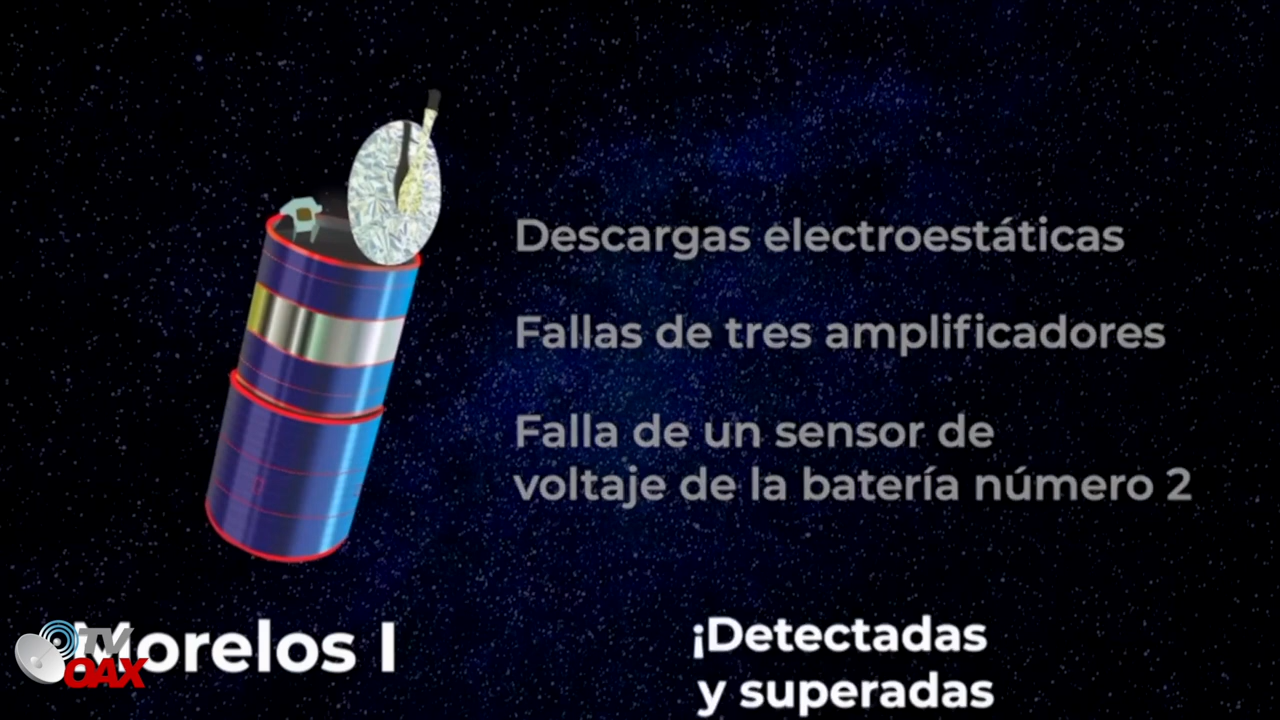 Descargas electroestáticas
Fallas de tres amplificadores
Falla de un sensor de
voltaje de la batería número 2
Morelos I
TV
OAX
¡Detectadas
y superadas